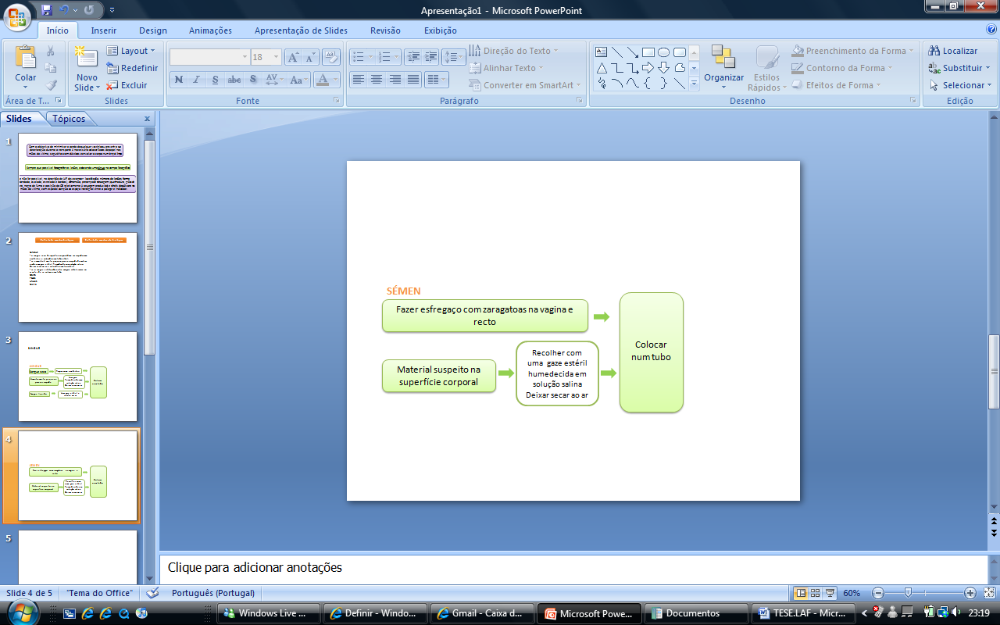 Apresentação1 - Microsoft PowerPoint
Início
Inserir
Design
Animações
Apresentação de Slides
Revisão
Exibição
Colar
Área de T...
Novo
Slide
Layout
Redefinir
Excluir
Slides
18
N I S abc S AV Aa A
Fonte
Direção do Texto
Alinhar Texto
Converter em SmartArt
Parágrafo
Organizar
Estilos
Rápidos
Preenchimento da Forma
Contorno da Forma
Efeitos de Forma
Desenho
Localizar
Substituir
Selecionar
Edição
Slides
Tópicos
x
1
2
3
4
5
SÉMEN
Fazer esfregaço com zaragatoas na vagina e
recto
Material suspeito na
superfície corporal
Recolher com
uma gaze estéril
humedecida em
solução salina
Deixar secar ao ar
Colocar
num tubo
Clique para adicionar anotações
Slide 4 de 5
"Tema do Office"
Português (Portugal)
60%
Windows Live ...
Definir - Windo...
Gmail - Caixa d...
Microsoft Powe...
Documentos
TESE.LAF - Micr...
23:19